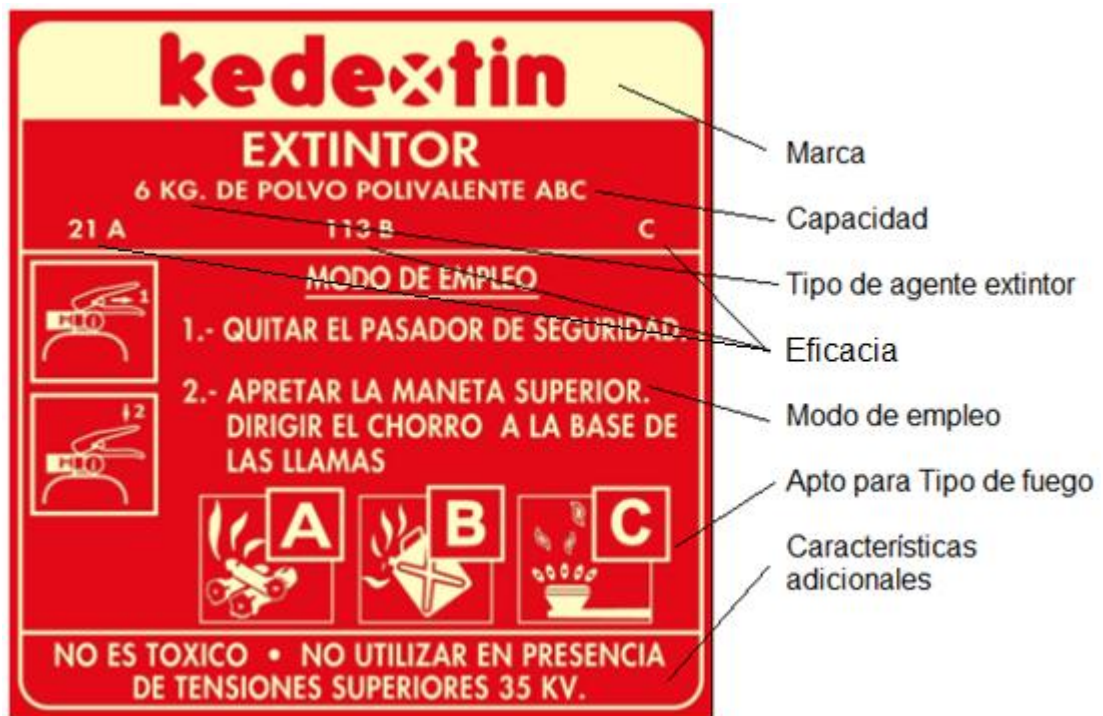 kedextin
EXTINTOR
6 KG. DE POLVO POLIVALENTE ABC
21 A 113 B C
MODO DE EMPLEO
1
1.- QUITAR EL PASADOR DE SEGURIDAD.
2
2.- APRETAR LA MANETA SUPERIOR.
DIRIGIR EL CHORRO A LA BASE DE
LAS LLAMAS
A B C
NO ES TOXICO • NO UTILIZAR EN PRESENCIA
DE TENSIONES SUPERIORES 35 KV.
Marca
Capacidad
Tipo de agente extintor
Eficacia
Modo de empleo
Apto para Tipo de fuego
Características
adicionales